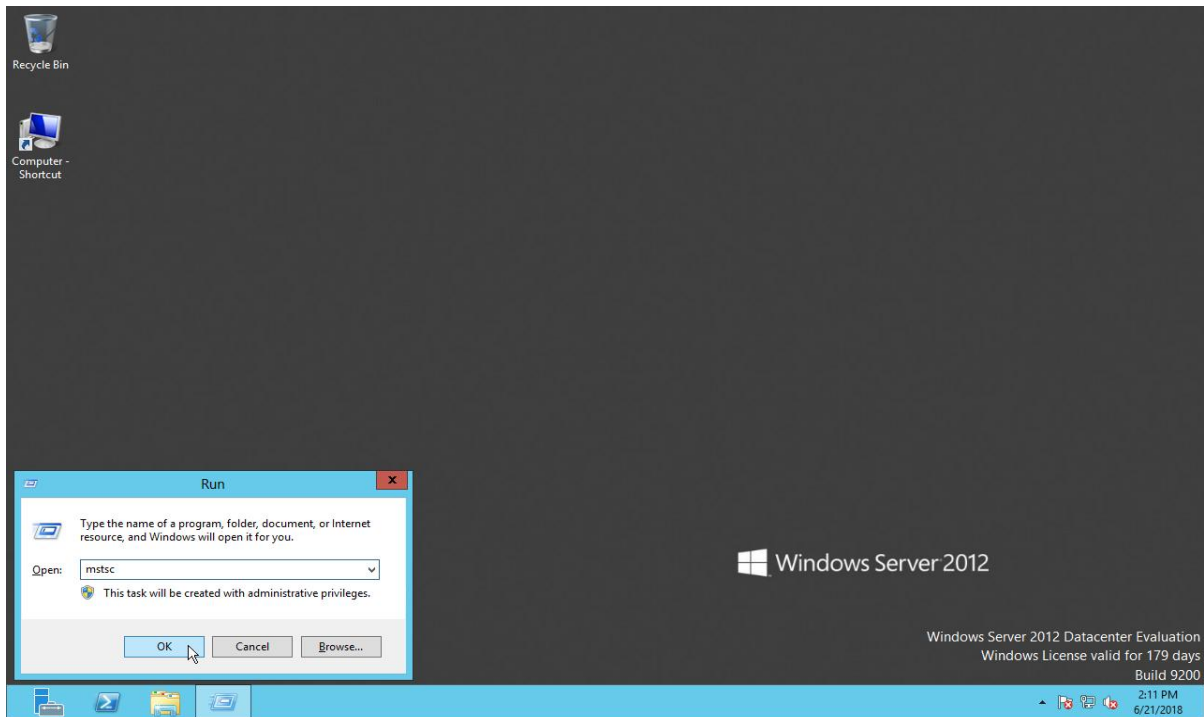 Recycle Bin
Computer -
Shortcut
Run
x
Type the name of a program, folder, document, or Internet
resource, and Windows will open it for you.
Open:
mstsc
This task will be created with administrative privileges.
OK
Cancel
Browse...
Windows Server 2012
Windows Server 2012 Datacenter Evaluation
Windows License valid for 179 days
Build 9200
2:11 PM
6/21/2018